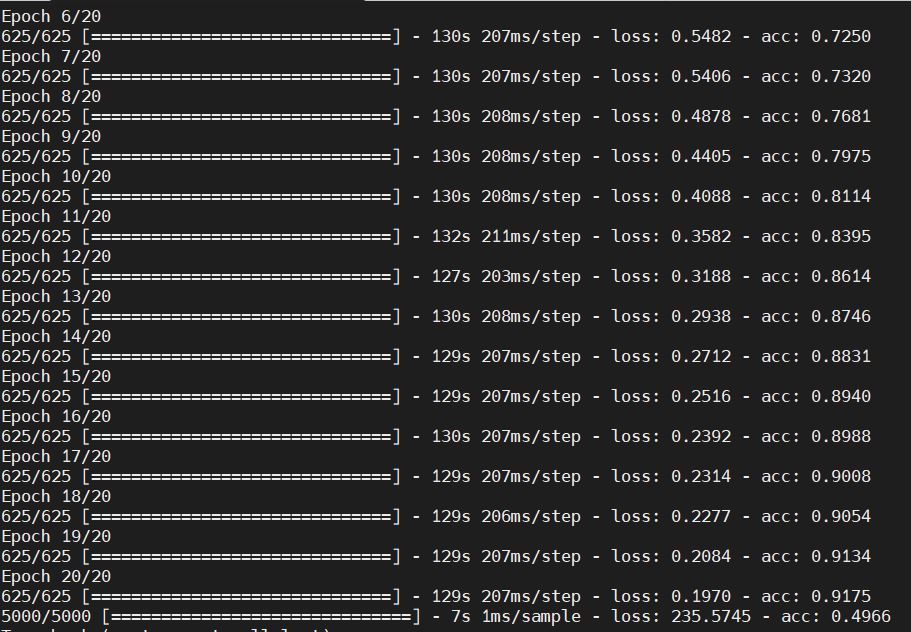 Epoch 6/20
625/625 [==============================] - 130s 207ms/step - loss: 0.5482 - acc: 0.7250
Epoch 7/20
625/625 [==============================] - 130s 207ms/step - loss: 0.5406 - acc: 0.7320
Epoch 8/20
625/625 [==============================] - 130s 208ms/step - loss: 0.4878 - acc: 0.7681
Epoch 9/20
625/625 [==============================] - 130s 208ms/step - loss: 0.4405 - acc: 0.7975
Epoch 10/20
625/625 [==============================] - 130s 208ms/step - loss: 0.4088 - acc: 0.8114
Epoch 11/20
625/625 [==============================] - 132s 211ms/step - loss: 0.3582 - acc: 0.8395
Epoch 12/20
625/625 [==============================] - 127s 203ms/step - loss: 0.3188 - acc: 0.8614
Epoch 13/20
625/625 [==============================] - 130s 208ms/step - loss: 0.2938 - acc: 0.8746
Epoch 14/20
625/625 [==============================] - 129s 207ms/step - loss: 0.2712 - acc: 0.8831
Epoch 15/20
625/625 [==============================] - 129s 207ms/step - loss: 0.2516 - acc: 0.8940
Epoch 16/20
625/625 [==============================] - 130s 207ms/step - loss: 0.2392 - acc: 0.8988
Epoch 17/20
625/625 [==============================] - 129s 207ms/step - loss: 0.2314 - acc: 0.9008
Epoch 18/20
625/625 [==============================] - 129s 206ms/step - loss: 0.2277 - acc: 0.9054
Epoch 19/20
625/625 [==============================] - 129s 207ms/step - loss: 0.2084 - acc: 0.9134
Epoch 20/20
625/625 [==============================] - 129s 207ms/step - loss: 0.1970 - acc: 0.9175
5000/5000 [==============================] - 7s 1ms/sample - loss: 235.5745 - acc: 0.4966